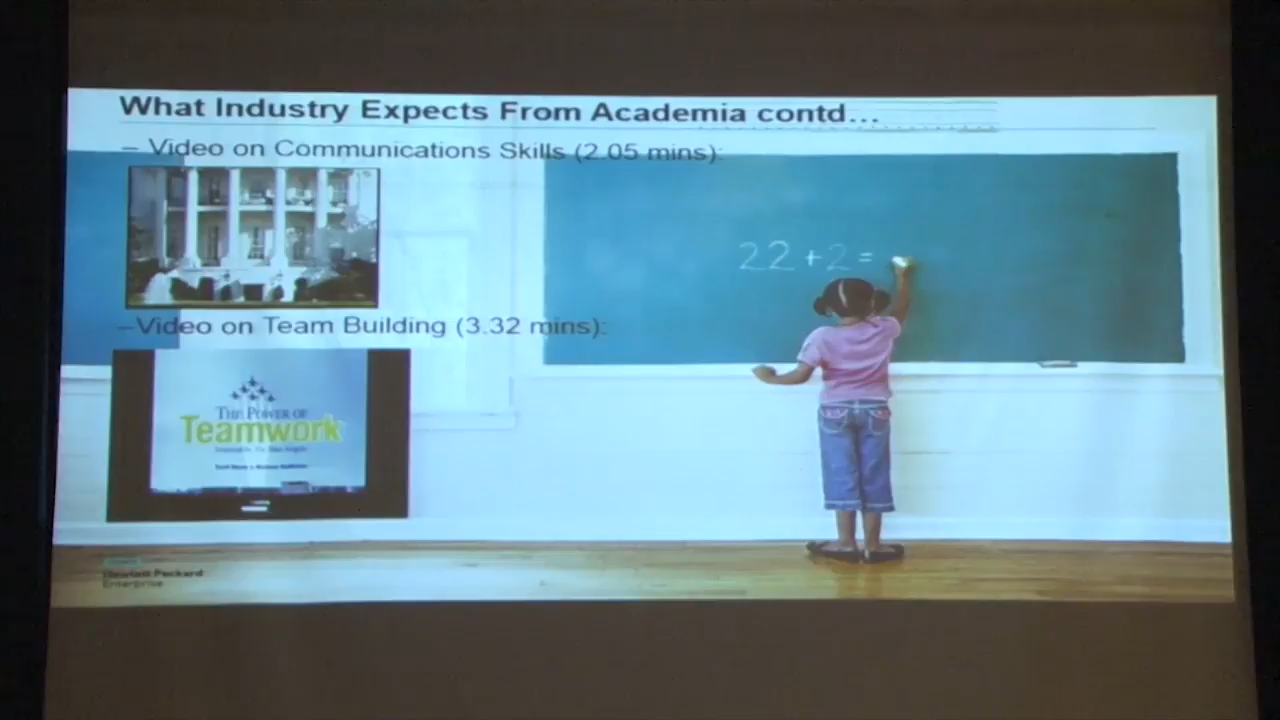 What Industry Expects From Academia contd...
– Video on Communications Skills (2.05 mins):
22+2=
–Video on Team Building (3.32 mins):
THE POWER OF
Teamwork
Hewlett Packard
Enterprise